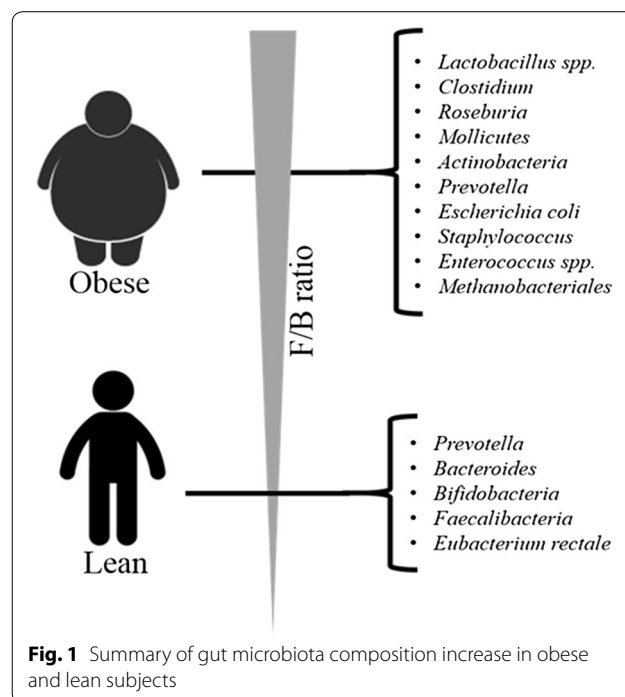 • Lactobacillus spp.
• Clostidium
• Roseburia
• Mollicutes
• Actinobacteria
• Prevotella
• Escherichia coli
• Staphylococcus
• Enterococcus spp.
• Methanobacteriales
Obese
F/B ratio
• Prevotella
• Bacteroides
• Bifidobacteria
• Faecalibacteria
• Eubacterium rectale
Lean
Fig. 1 Summary of gut microbiota composition increase in obese
and lean subjects